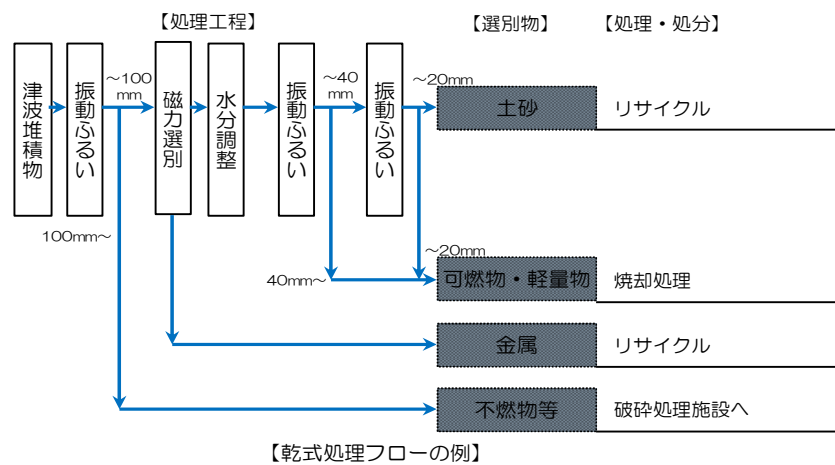 【処理工程】
【選別物】
【処理・処分】
津波堆積物
振動ふるい
～100
mm
磁力選別
水分調整
振動ふるい
～40
mm
振動ふるい
～20mm
土砂
リサイクル
100mm～
～20mm
40mm～
可燃物・軽量物
焼却処理
金属
リサイクル
不燃物等
破砕処理施設へ
【乾式処理フローの例】